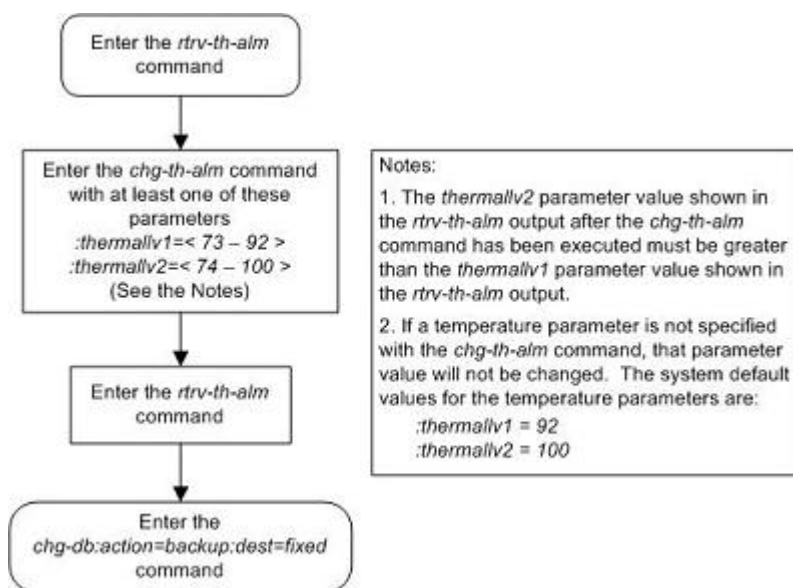 Enter the rtrv-th-alm
command
Enter the chg-th-alm command
with at least one of these
parameters
:thermallv1=< 73 – 92 >
:thermallv2=< 74 – 100 >
(See the Notes)
Enter the rtrv-th-alm
command
Enter the
chg-db:action=backup:dest=fixed
command
Notes:
1. The thermallv2 parameter value shown in
the rtrv-th-alm output after the chg-th-alm
command has been executed must be greater
than the thermallv1 parameter value shown in
the rtrv-th-alm output.
2. If a temperature parameter is not specified
with the chg-th-alm command, that parameter
value will not be changed.  The system default
values for the temperature parameters are:
:thermallv1 = 92
:thermallv2 = 100